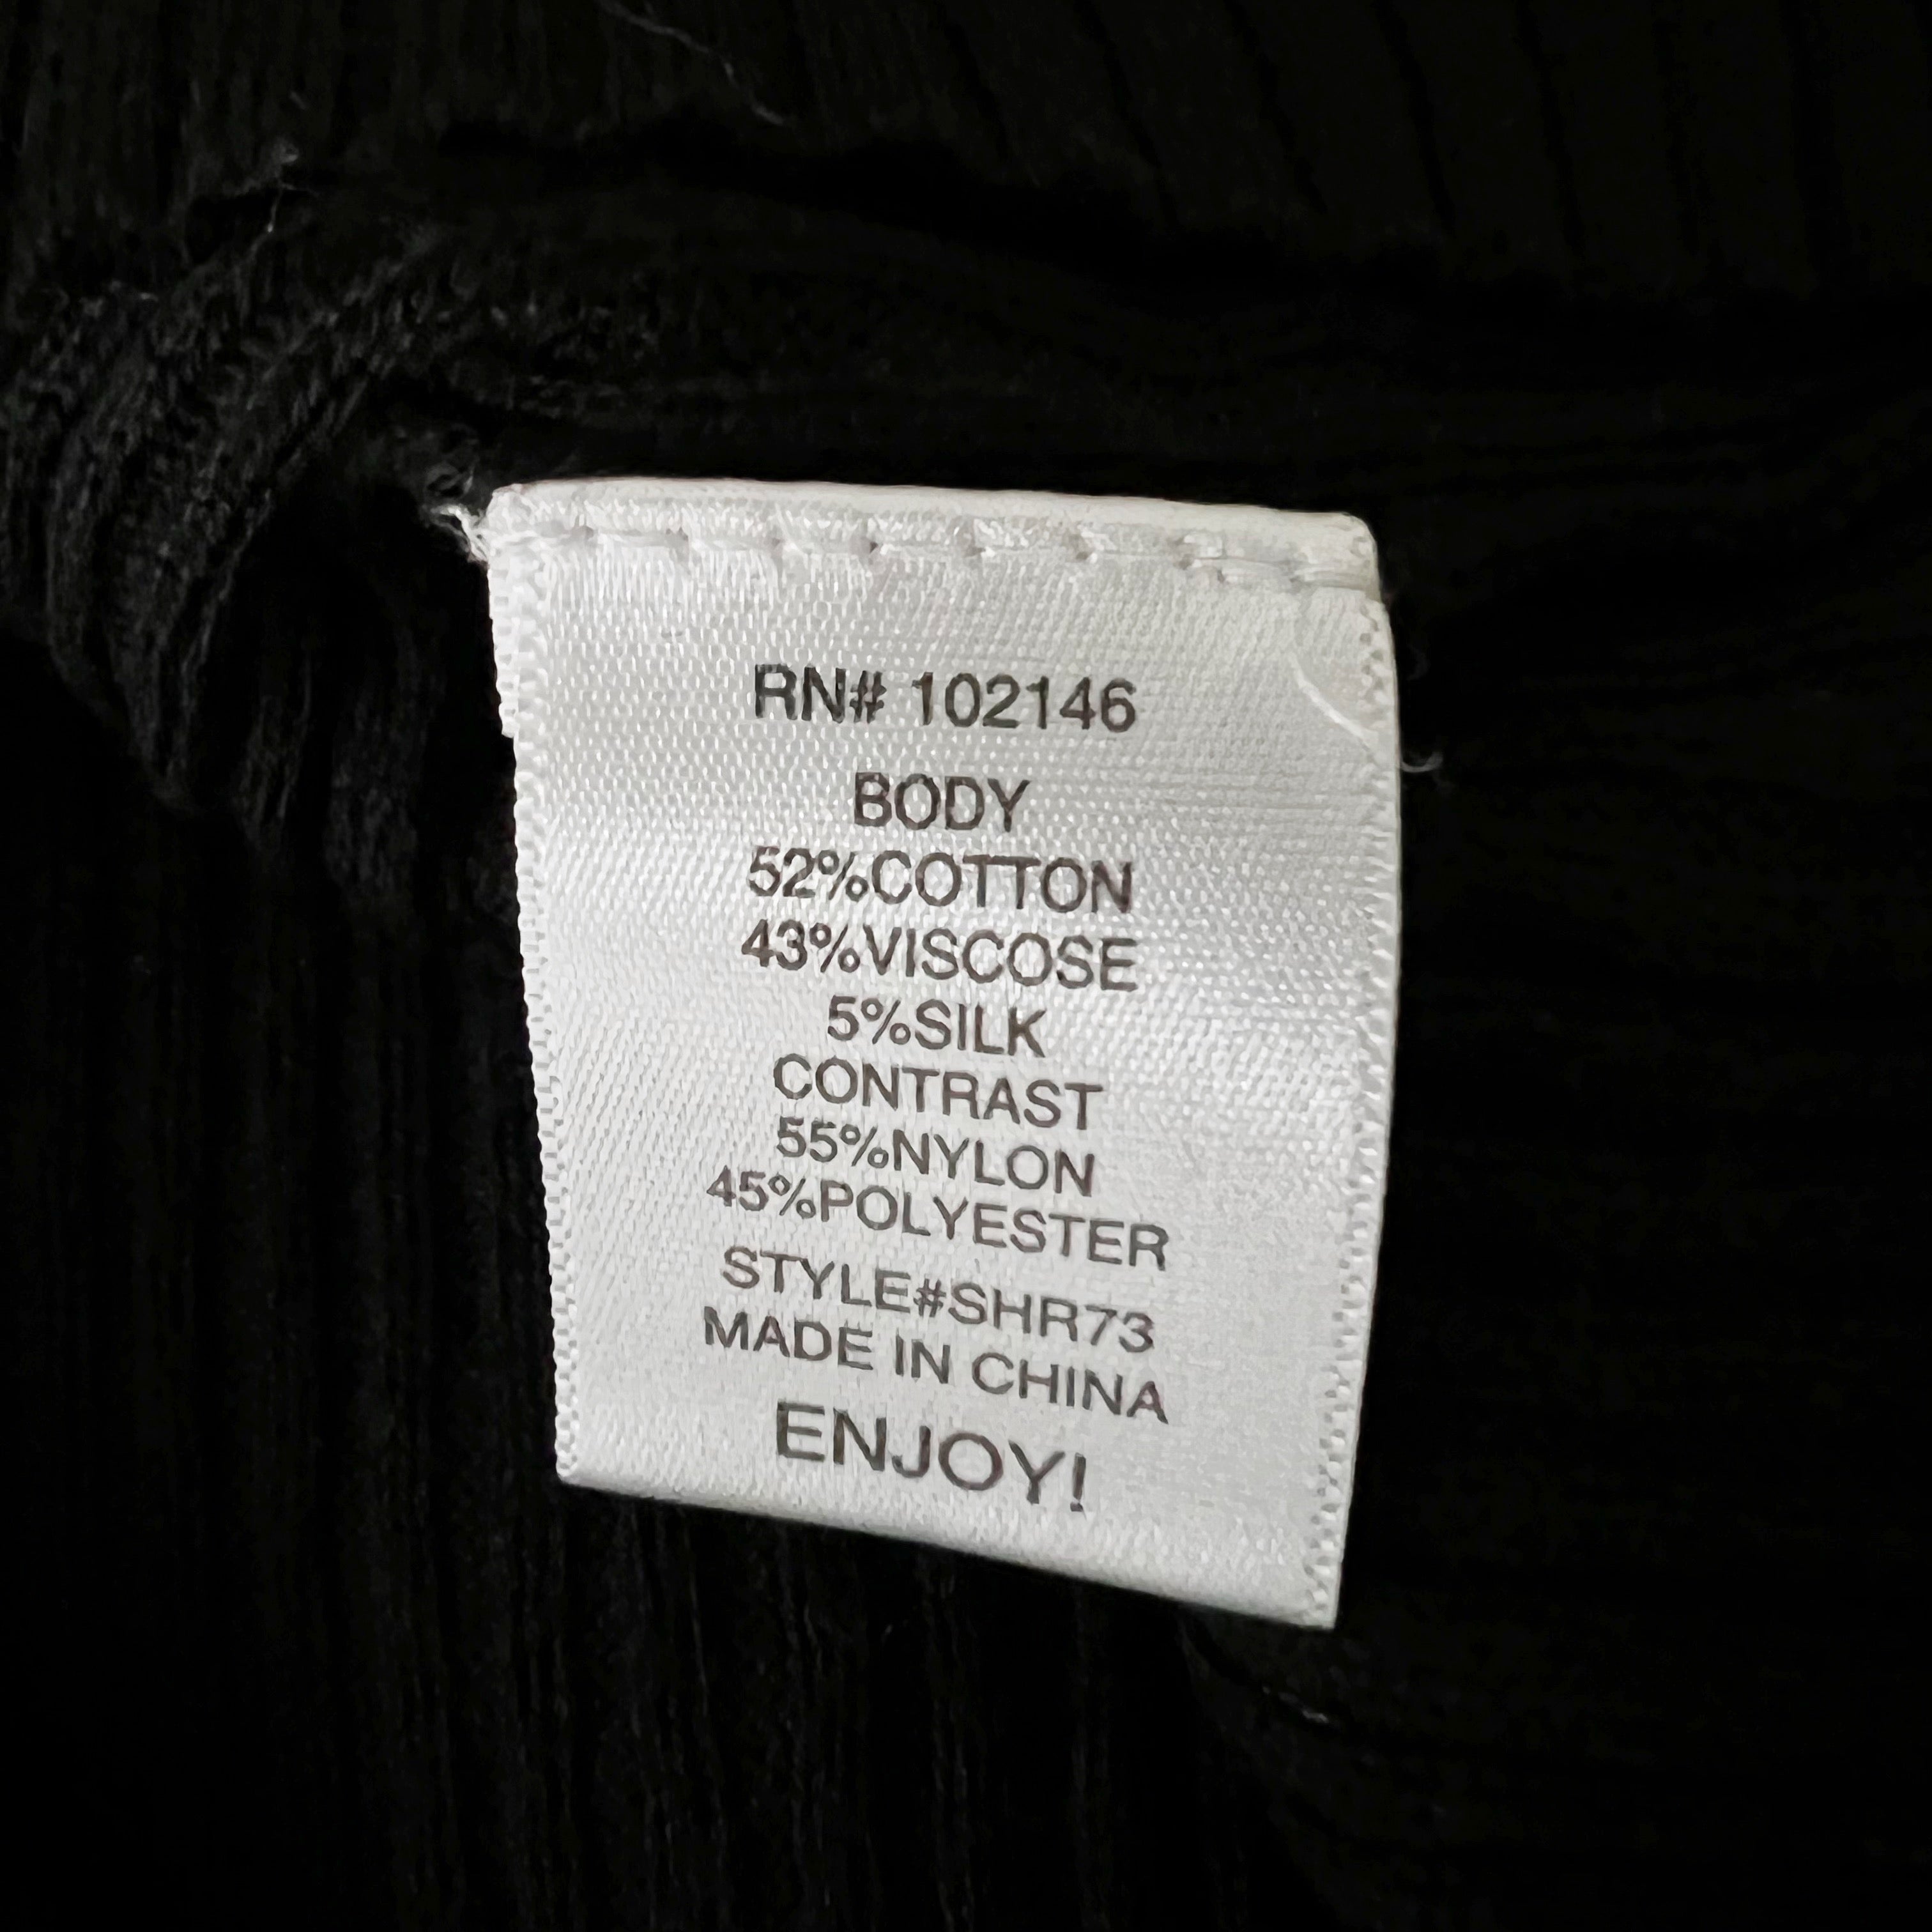 RN# 102146
BODY
52%COTTON
43%VISCOSE
5%SILK
CONTRAST
55%NYLON
45%POLYESTER
STYLE#SHR73
MADE IN CHINA
ENJOY!